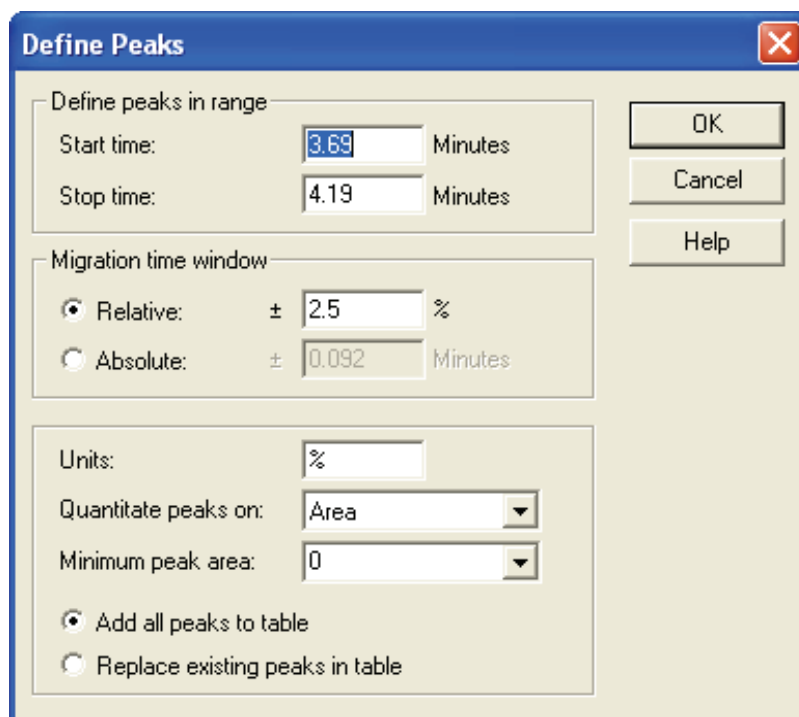 Define Peaks
Define peaks in range
Start time: 3.69 Minutes
Stop time: 4.19 Minutes
OK
Cancel
Help
Migration time window
Relative: ± 2.5 %
Absolute: ± 0.092 Minutes
Units: %
Quantitate peaks on: Area
Minimum peak area: 0
Add all peaks to table
Replace existing peaks in table